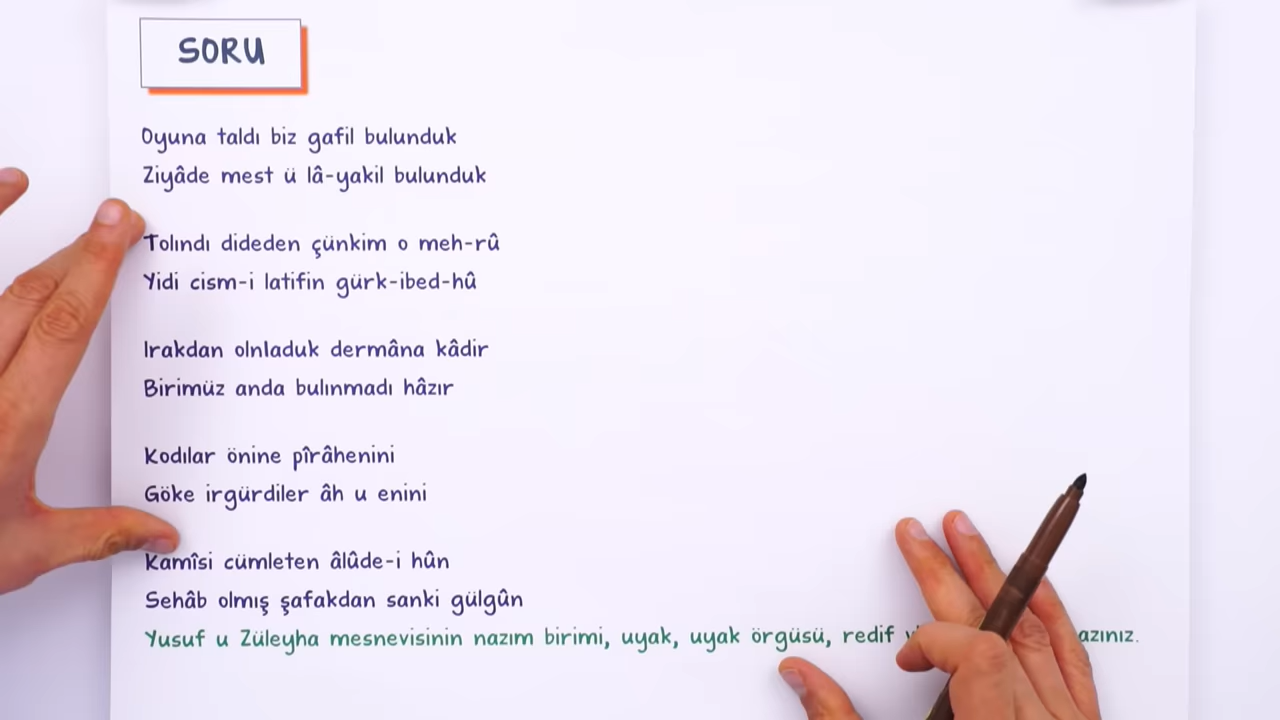 SORU
Oyuna taldı biz gafil bulunduk
Ziyâde mest ü lâ-yakil bulunduk
Tolındı dideden çünkim o meh-rû
Yidi cism-i latifin gürk-ibed-hû
Irakdan olnladuk dermâna kâdir
Birimüz anda bulınmadı hâzır
Kodılar önine pîrâhenini
Göke irgürdiler âh u enini
Kamîsi cümleten âlûde-i hûn
Sehâb olmış şafakdan sanki gülgûn
Yusuf u Züleyha mesnevisinin nazım birimi, uyak, uyak örgüsü, redif